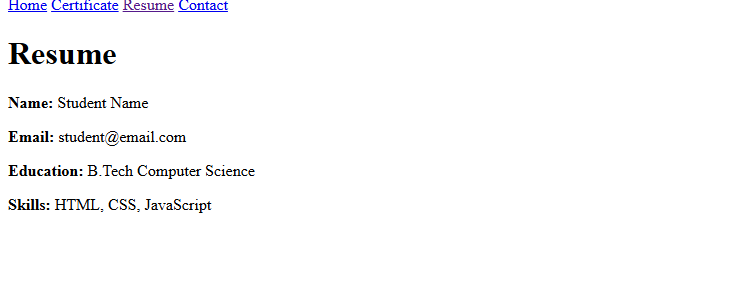 Home Certificate Resume Contact
Resume
Name: Student Name
Email: student@email.com
Education: B.Tech Computer Science
Skills: HTML, CSS, JavaScript